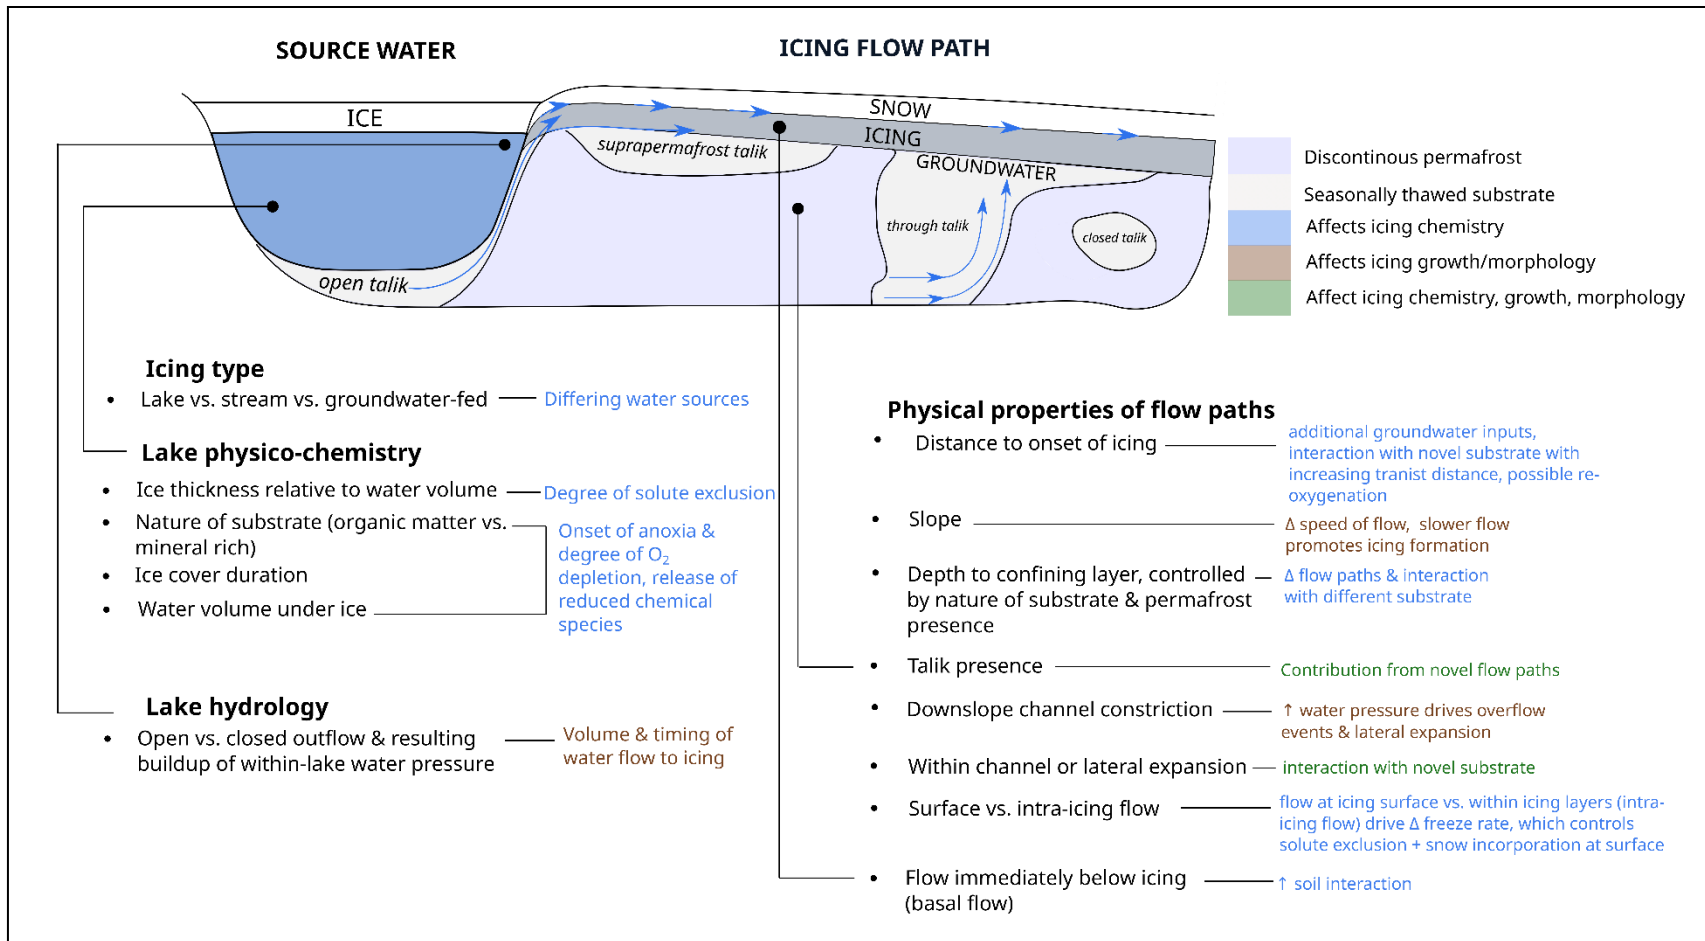 SOURCE WATER
ICING FLOW PATH
ICE
SNOW
ICING
suprapermafrost talik
GROUNDWATER
through talik
closed talik
open talik
Discontinous permafrost
Seasonally thawed substrate
Affects icing chemistry
Affects icing growth/morphology
Affect icing chemistry, growth, morphology
Icing type
• Lake vs. stream vs. groundwater-fed
Differing water sources
Lake physico-chemistry
• Ice thickness relative to water volume
Degree of solute exclusion
• Nature of substrate (organic matter vs.
mineral rich)
• Ice cover duration
• Water volume under ice
Onset of anoxia &
degree of O₂
depletion, release of
reduced chemical
species
Lake hydrology
• Open vs. closed outflow & resulting
buildup of within-lake water pressure
Volume & timing of
water flow to icing
Physical properties of flow paths
• Distance to onset of icing
additional groundwater inputs,
interaction with novel substrate with
increasing tranist distance, possible re-
oxygenation
• Slope
Δ speed of flow, slower flow
promotes icing formation
• Depth to confining layer, controlled
by nature of substrate & permafrost
presence
Δ flow paths & interaction
with different substrate
• Talik presence
Contribution from novel flow paths
• Downslope channel constriction
↑ water pressure drives overflow
events & lateral expansion
• Within channel or lateral expansion
interaction with novel substrate
• Surface vs. intra-icing flow
flow at icing surface vs. within icing layers (intra-
icing flow) drive Δ freeze rate, which controls
solute exclusion + snow incorporation at surface
• Flow immediately below icing
(basal flow)
↑ soil interaction